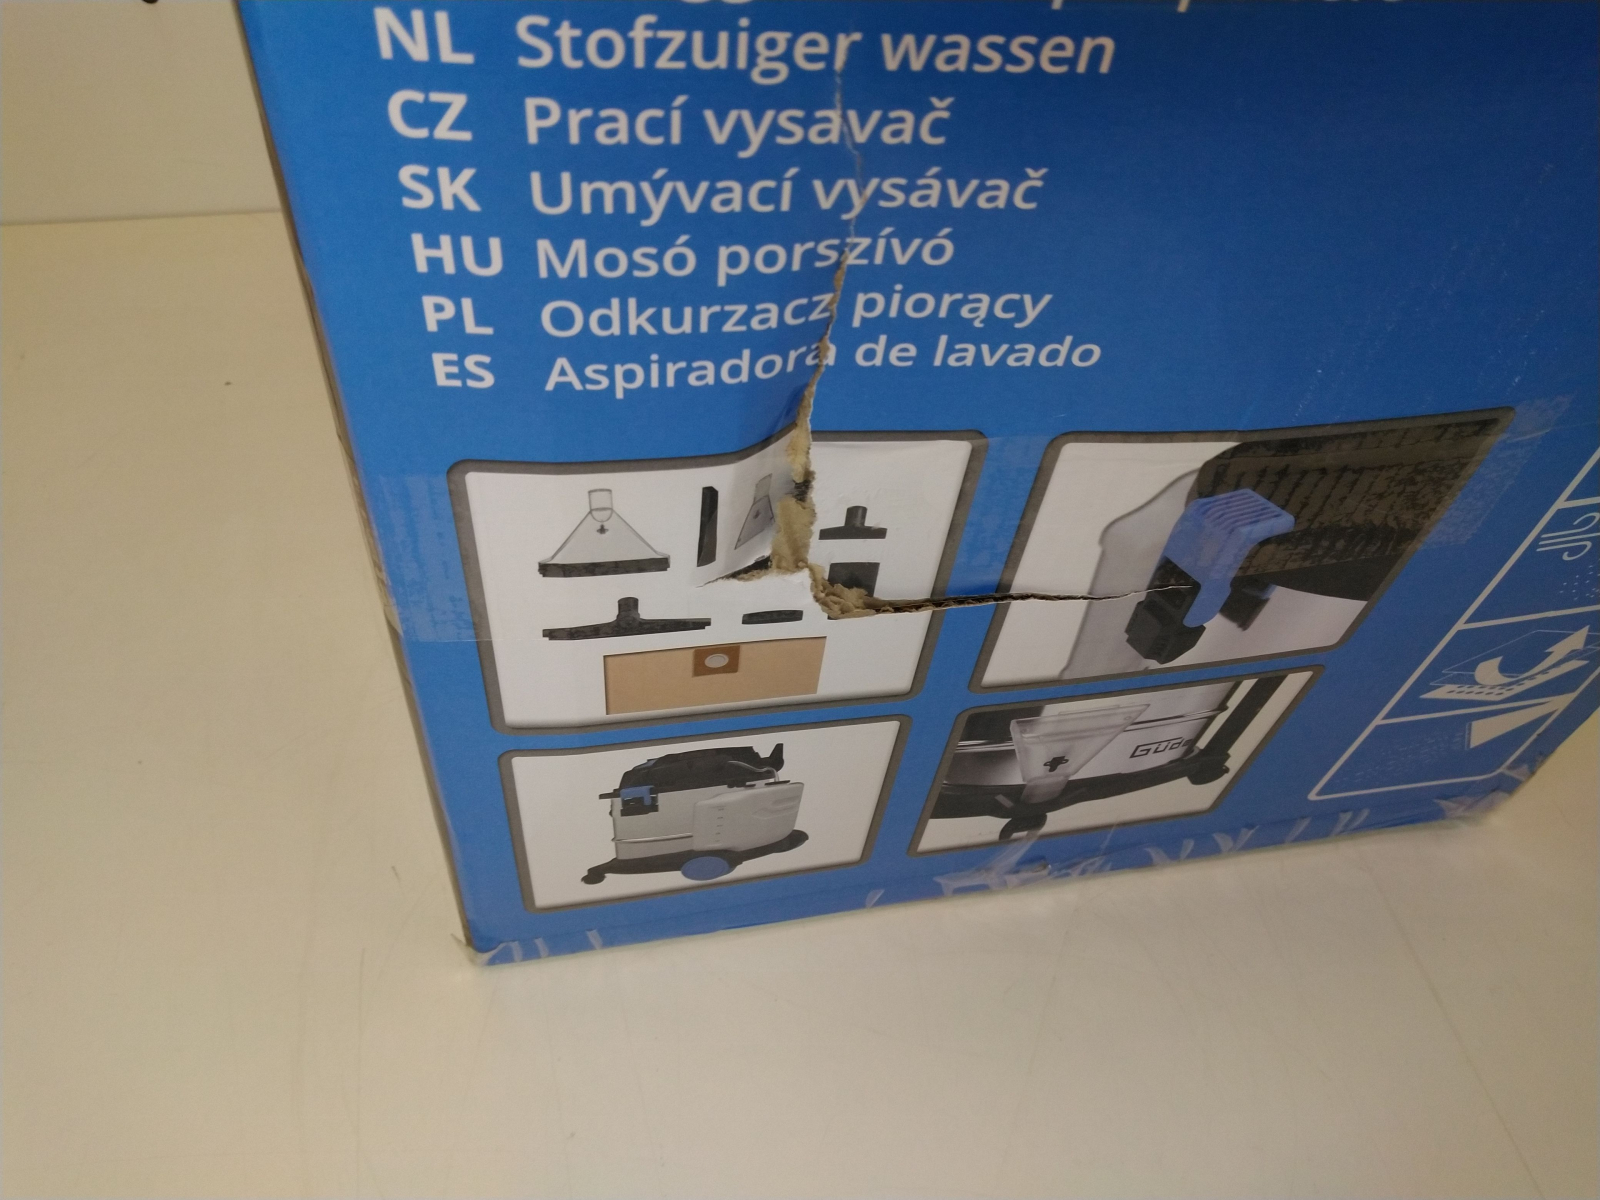 NL Stofzuiger wassen
CZ Prací vysavač
SK Umývací vysávač
HU Mosó porszívó
PL Odkurzacz piorący
ES Aspiradora de lavado